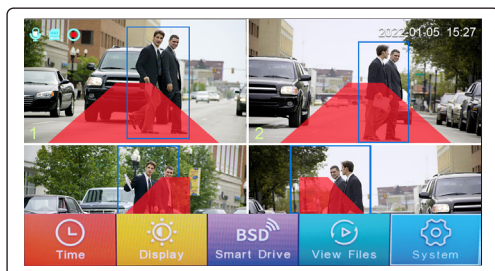 2022-01-05 15:27
1
2
BSD
Time
Display
Smart Drive
View Files
System